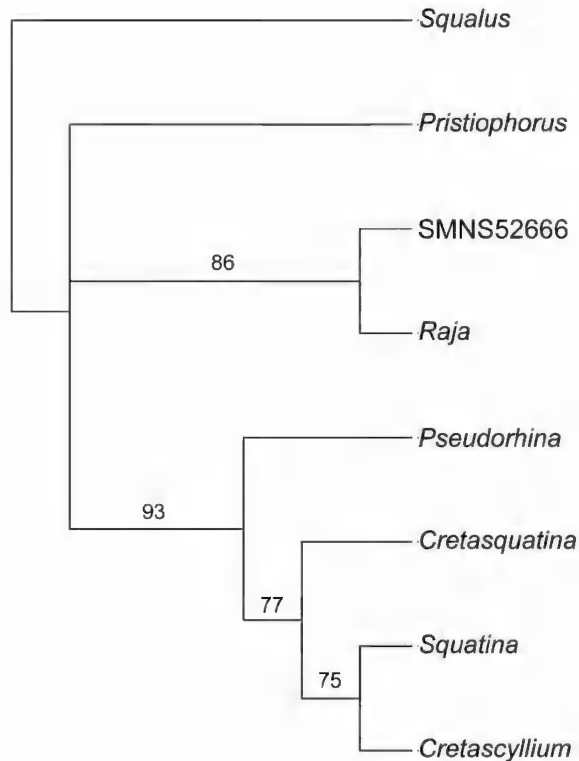 Squalus
Pristiophorus
SMNS52666
86
Raja
Pseudorhina
93
Cretasquatina
77
Squatina
75
Cretascyllium